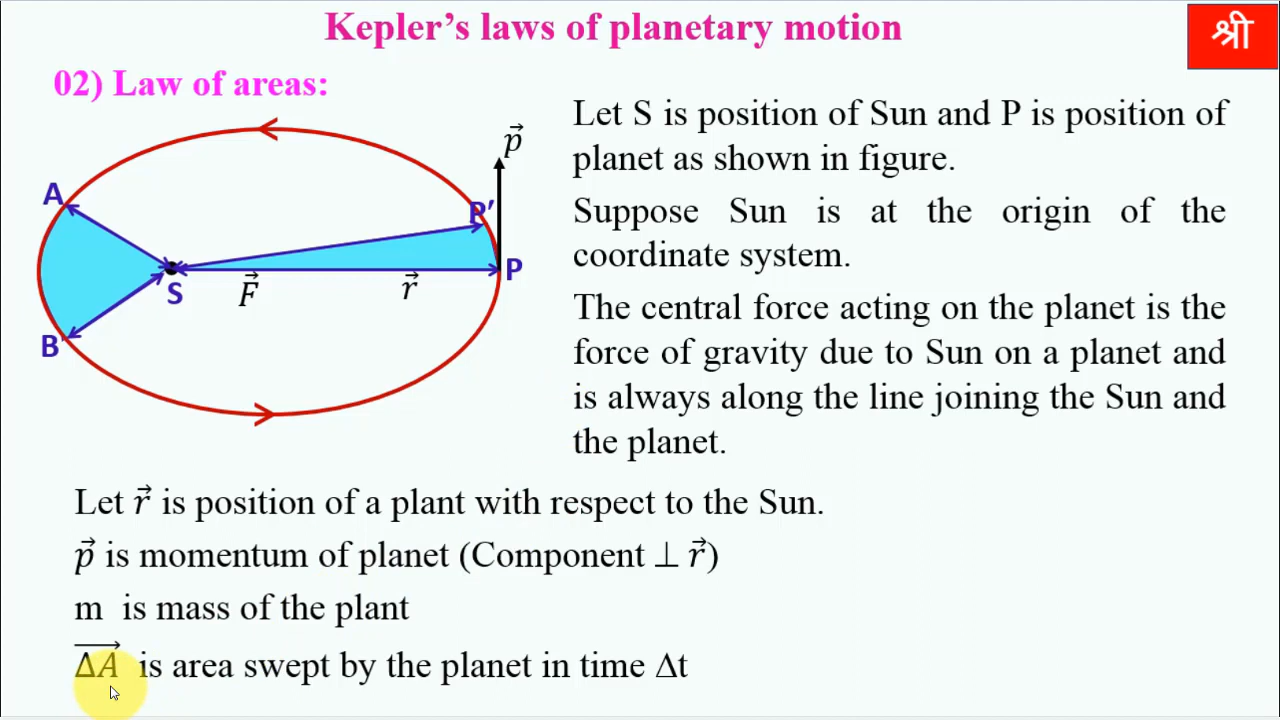 Kepler’s laws of planetary motion
श्री
02) Law of areas:
Let S is position of Sun and P is position of
planet as shown in figure.
Suppose Sun is at the origin of the
coordinate system.
The central force acting on the planet is the
force of gravity due to Sun on a planet and
is always along the line joining the Sun and
the planet.
p⃗
A
P′
S
F⃗
r⃗
P
B
Let r⃗ is position of a plant with respect to the Sun.
p⃗ is momentum of planet (Component ⊥ r⃗)
m is mass of the plant
ΔA⃗ is area swept by the planet in time Δt